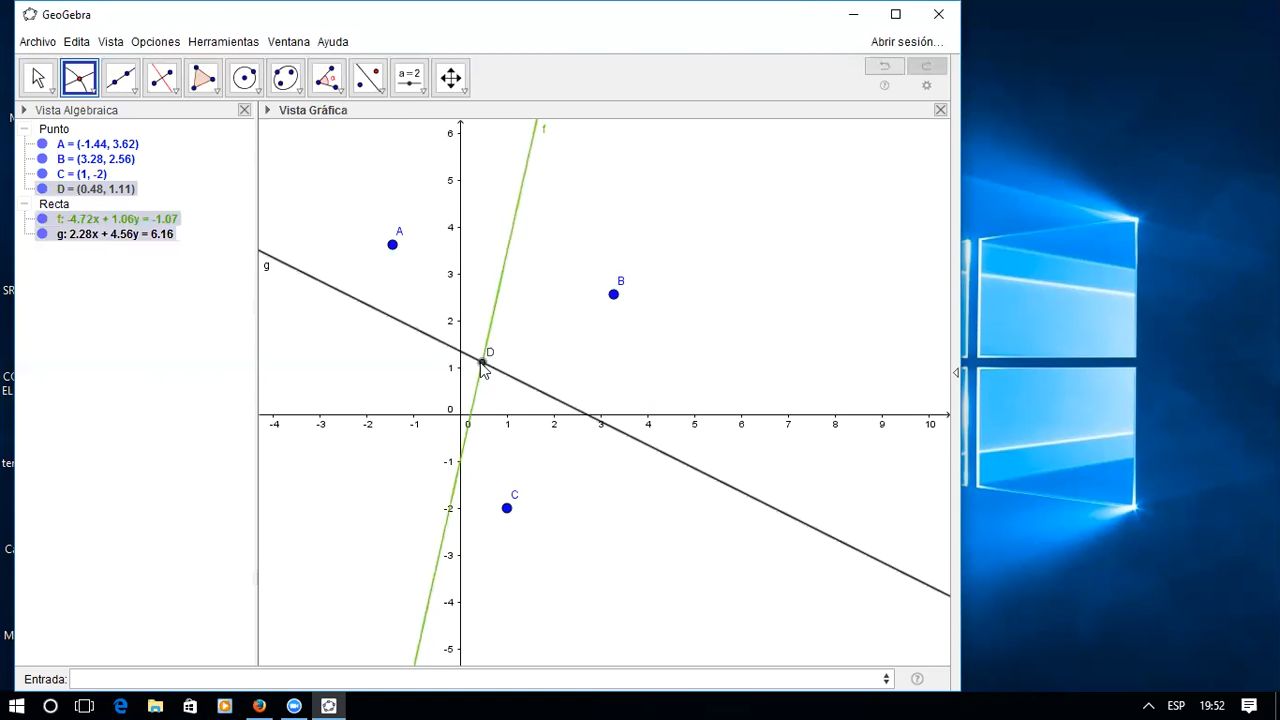 GeoGebra
Archivo Edita Vista Opciones Herramientas Ventana Ayuda
Abrir sesión...
a = 2
Vista Algebraica
Vista Gráfica
Punto
A = (-1.44, 3.62)
B = (3.28, 2.56)
C = (1, -2)
D = (0.48, 1.11)
Recta
f: -4.72x + 1.06y = -1.07
g: 2.28x + 4.56y = 6.16
f
6
5
A
4
g
3
B
2
D
1
0
-4 -3 -2 -1 0 1 2 3 4 5 6 7 8 9 10
-1
C
-2
-3
-4
-5
Entrada:
ESP 19:52